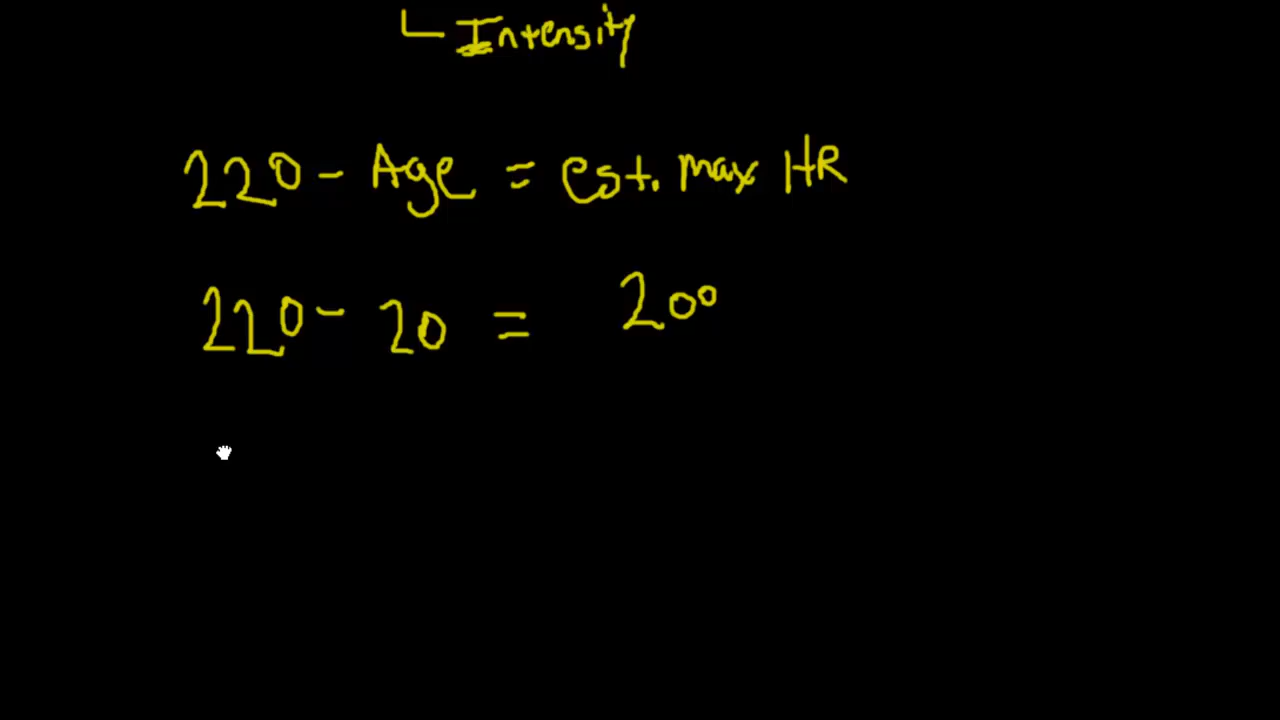 Intensity
220 - Age = est. max HR
220 - 20 = 200